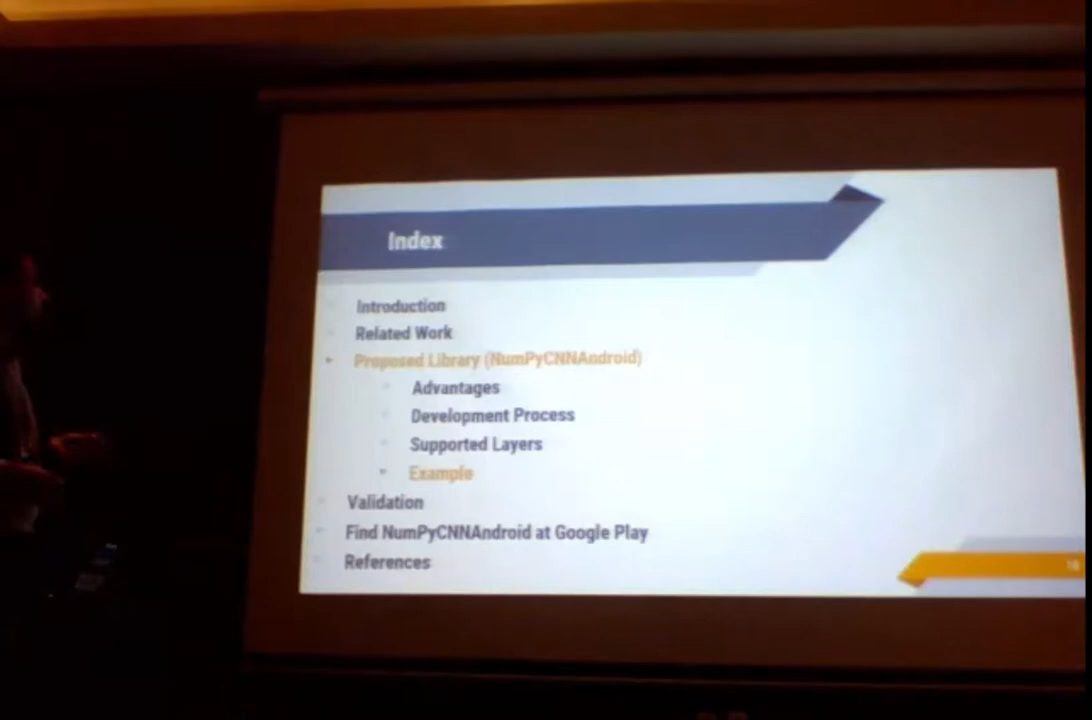 Index
Introduction
Related Work
Proposed Library (NumPyCNNAndroid)
Advantages
Development Process
Supported Layers
Example
Validation
Find NumPyCNNAndroid at Google Play
References